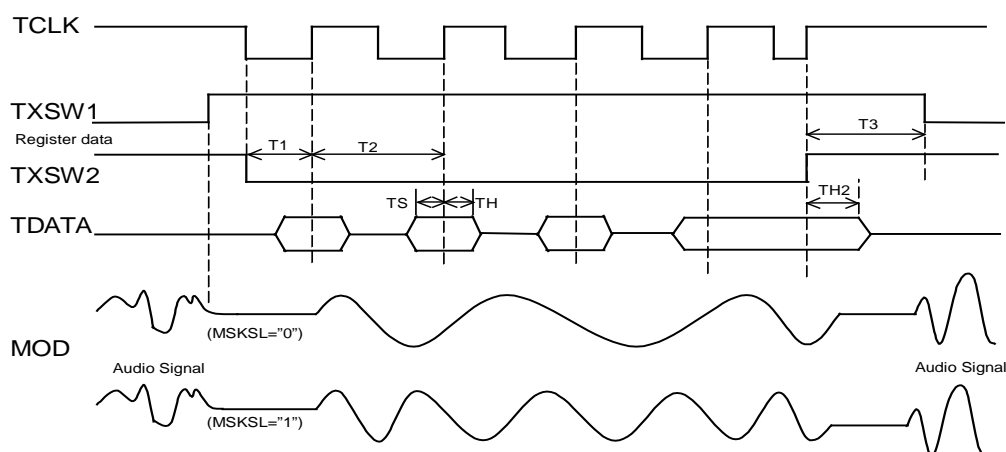 TCLK
TXSW1
Register data
T3
T1
T2
TXSW2
TS
TH
TH2
TDATA
(MSKSL="0")
MOD
Audio Signal
Audio Signal
(MSKSL="1")